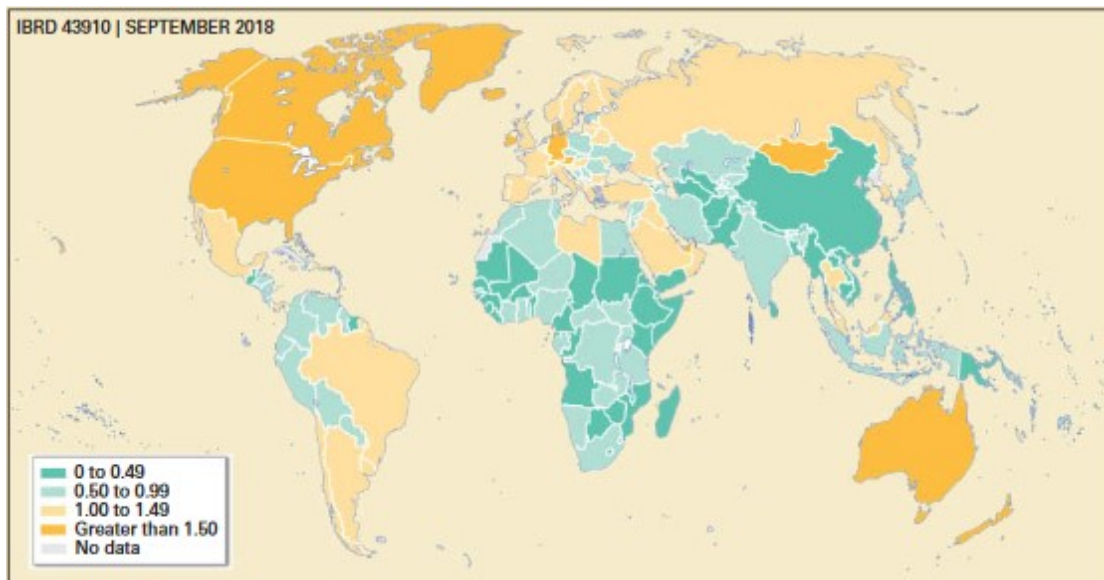 IBRD 43910 | SEPTEMBER 2018
0 to 0.49
0.50 to 0.99
1.00 to 1.49
Greater than 1.50
No data